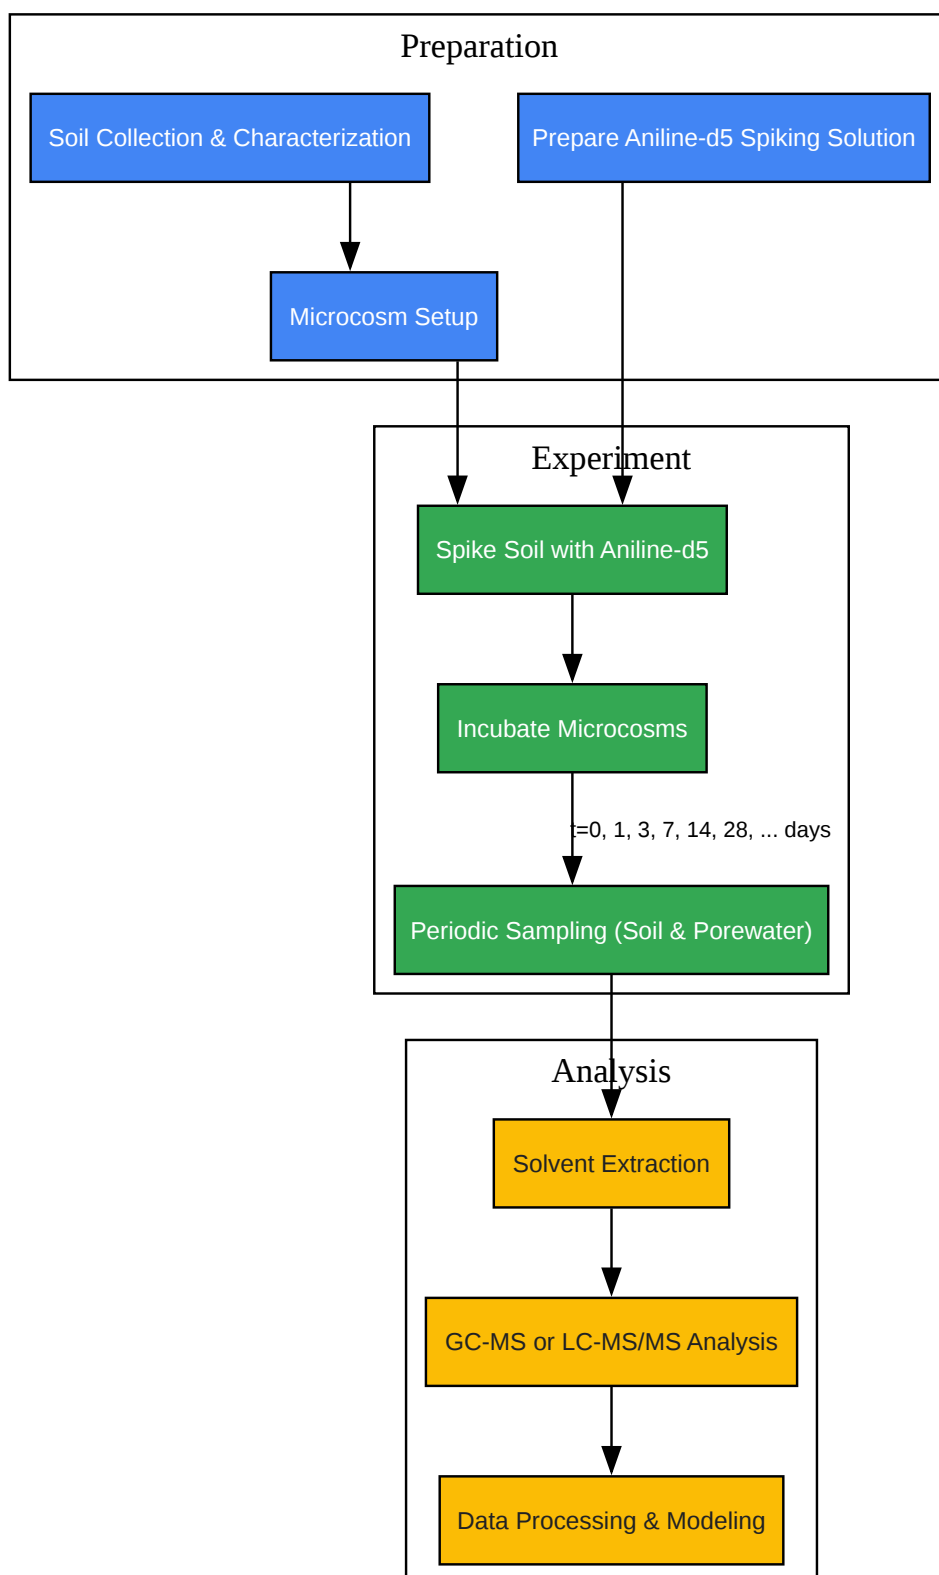 Preparation
Soil Collection & Characterization
Prepare Aniline-d5 Spiking Solution
Microcosm Setup
Experiment
Spike Soil with Aniline-d5
Incubate Microcosms
t=0, 1, 3, 7, 14, 28, ... days
Periodic Sampling (Soil & Porewater)
Analysis
Solvent Extraction
GC-MS or LC-MS/MS Analysis
Data Processing & Modeling